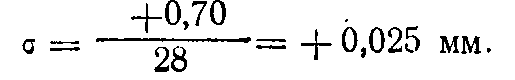 σ = +0,70 / 28 = + 0,025 мм.